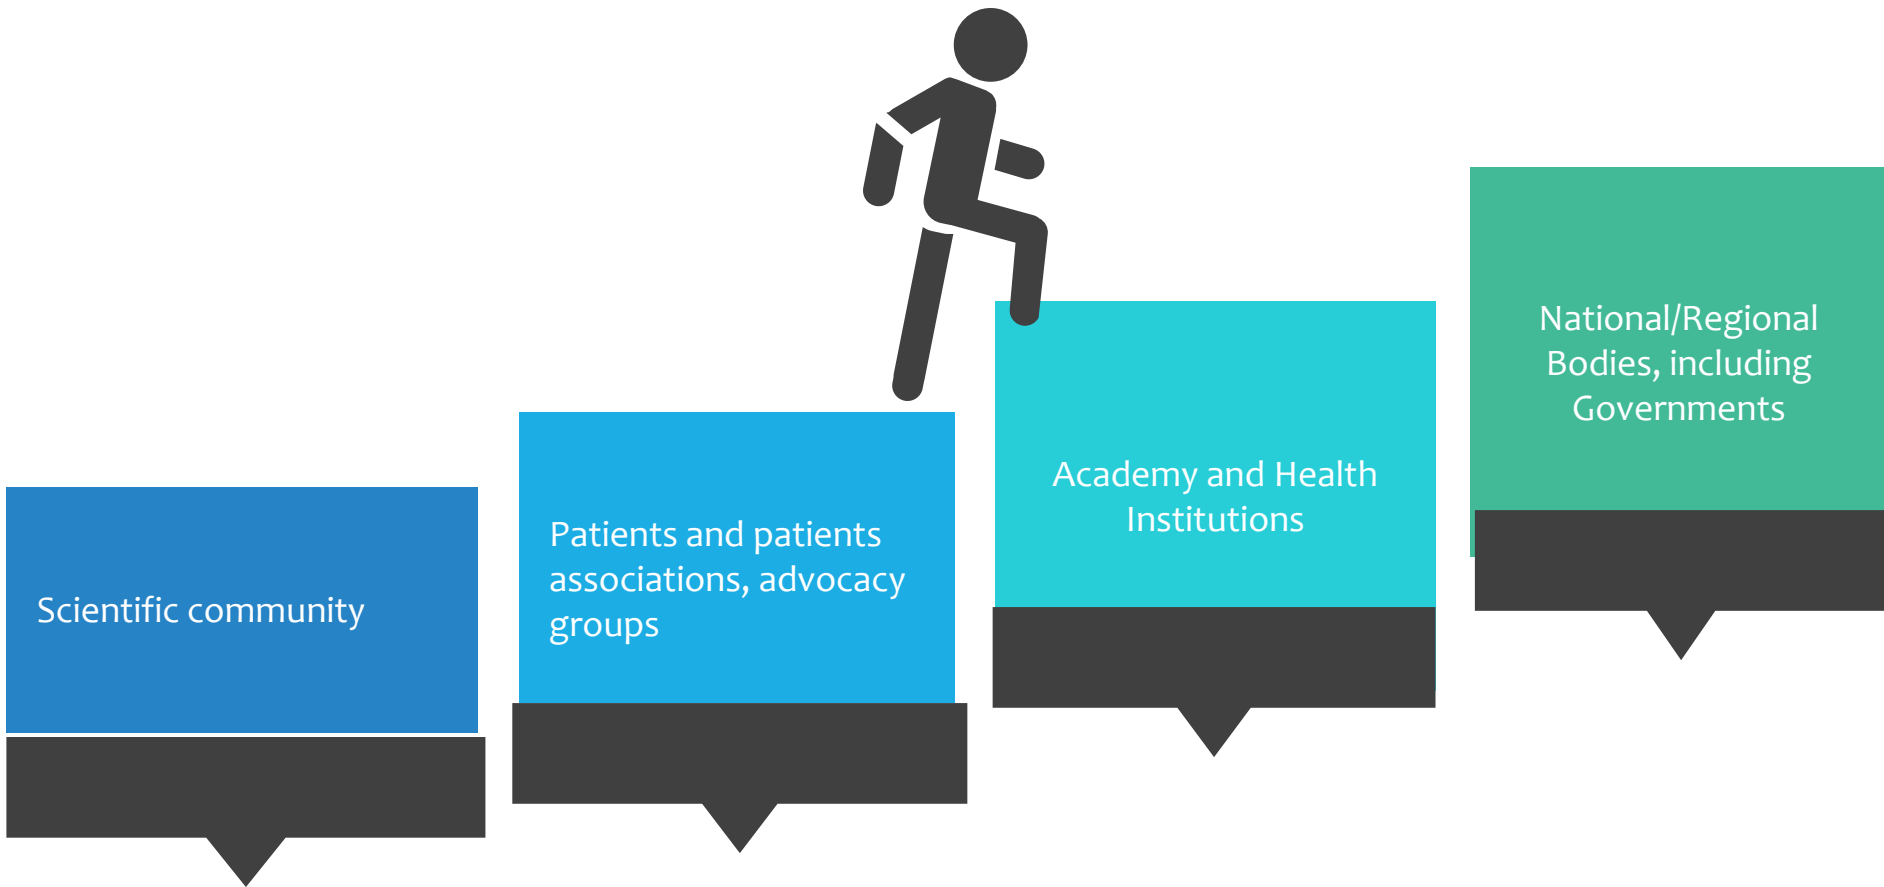 Scientific community
Patients and patients
associations, advocacy
groups
Academy and Health
Institutions
National/Regional
Bodies, including
Governments